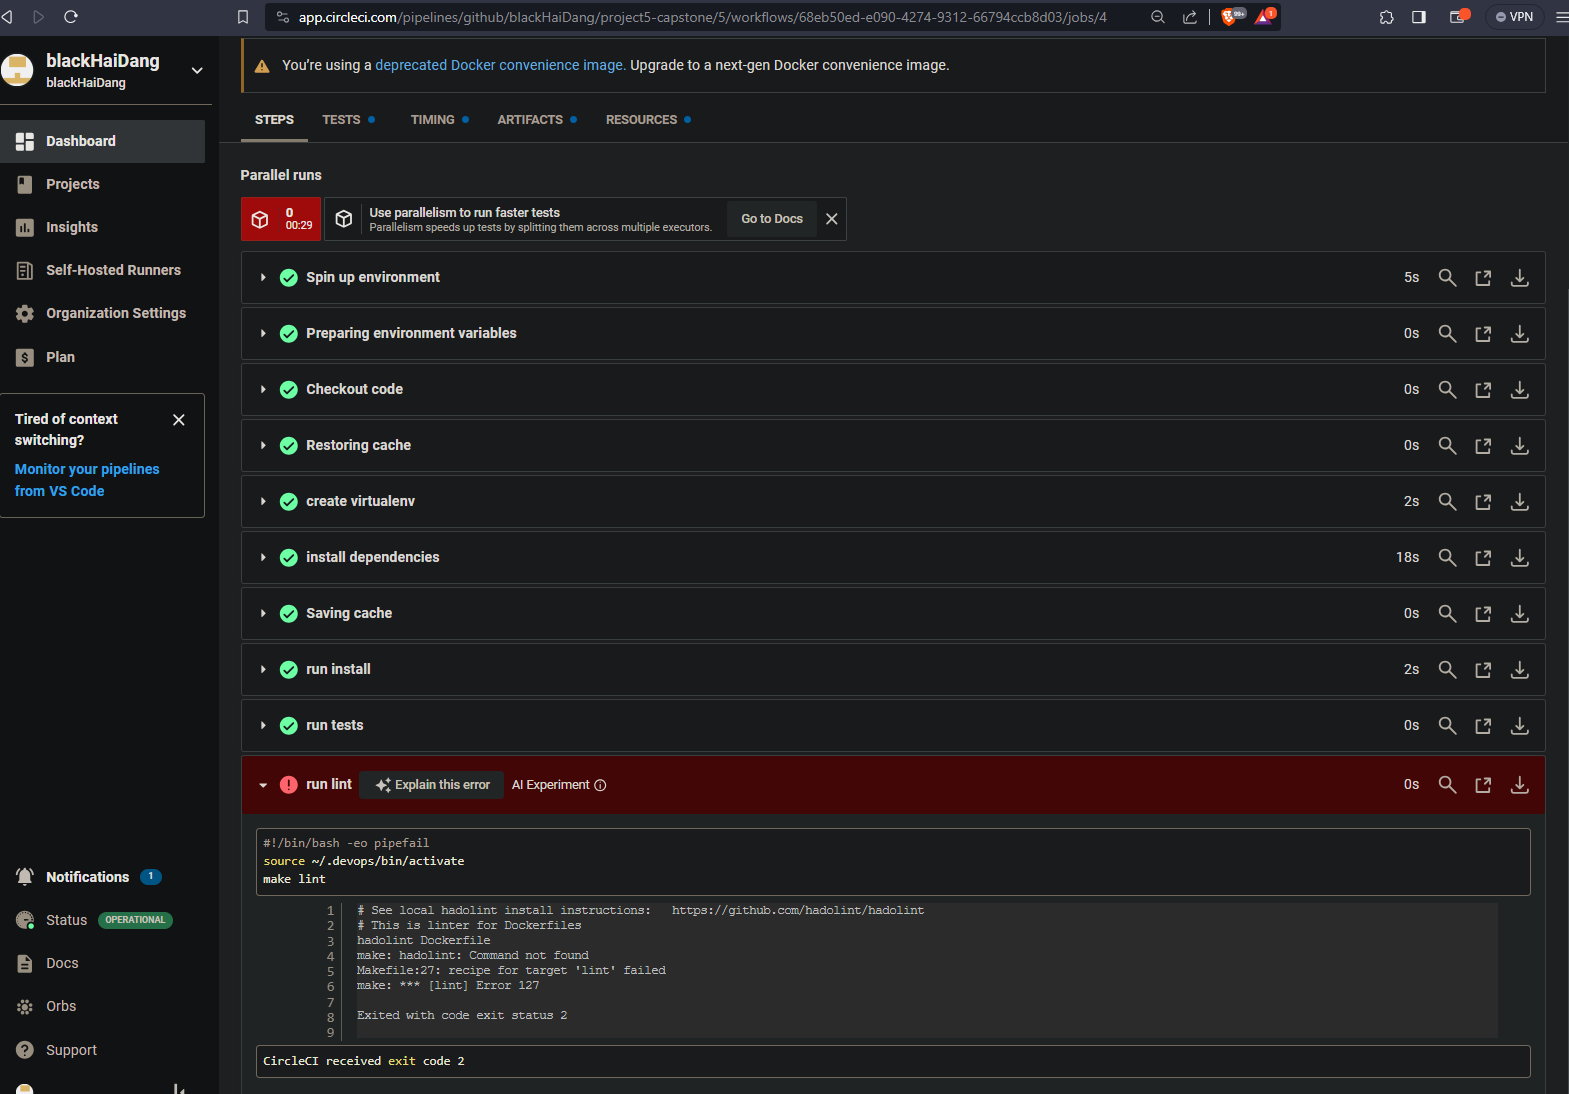 app.circleci.com/pipelines/github/blackHaiDang/project5-capstone/5/workflows/68eb50ed-e090-4274-9312-66794ccb8d03/jobs/4
99+
1
VPN
blackHaiDang
blackHaiDang
Dashboard
Projects
Insights
Self-Hosted Runners
Organization Settings
Plan
Tired of context
switching?
Monitor your pipelines
from VS Code
Notifications 1
Status OPERATIONAL
Docs
Orbs
Support
You're using a deprecated Docker convenience image. Upgrade to a next-gen Docker convenience image.
STEPS TESTS TIMING ARTIFACTS RESOURCES
Parallel runs
0
00:29
Use parallelism to run faster tests
Parallelism speeds up tests by splitting them across multiple executors.
Go to Docs
Spin up environment 5s
Preparing environment variables 0s
Checkout code 0s
Restoring cache 0s
create virtualenv 2s
install dependencies 18s
Saving cache 0s
run install 2s
run tests 0s
run lint Explain this error AI Experiment 0s
#!/bin/bash -eo pipefail
source ~/.devops/bin/activate
make lint
1 # See local hadolint install instructions: https://github.com/hadolint/hadolint
2 # This is linter for Dockerfiles
3 hadolint Dockerfile
4 make: hadolint: Command not found
5 Makefile:27: recipe for target 'lint' failed
6 make: *** [lint] Error 127
7
8 Exited with code exit status 2
9
CircleCI received exit code 2